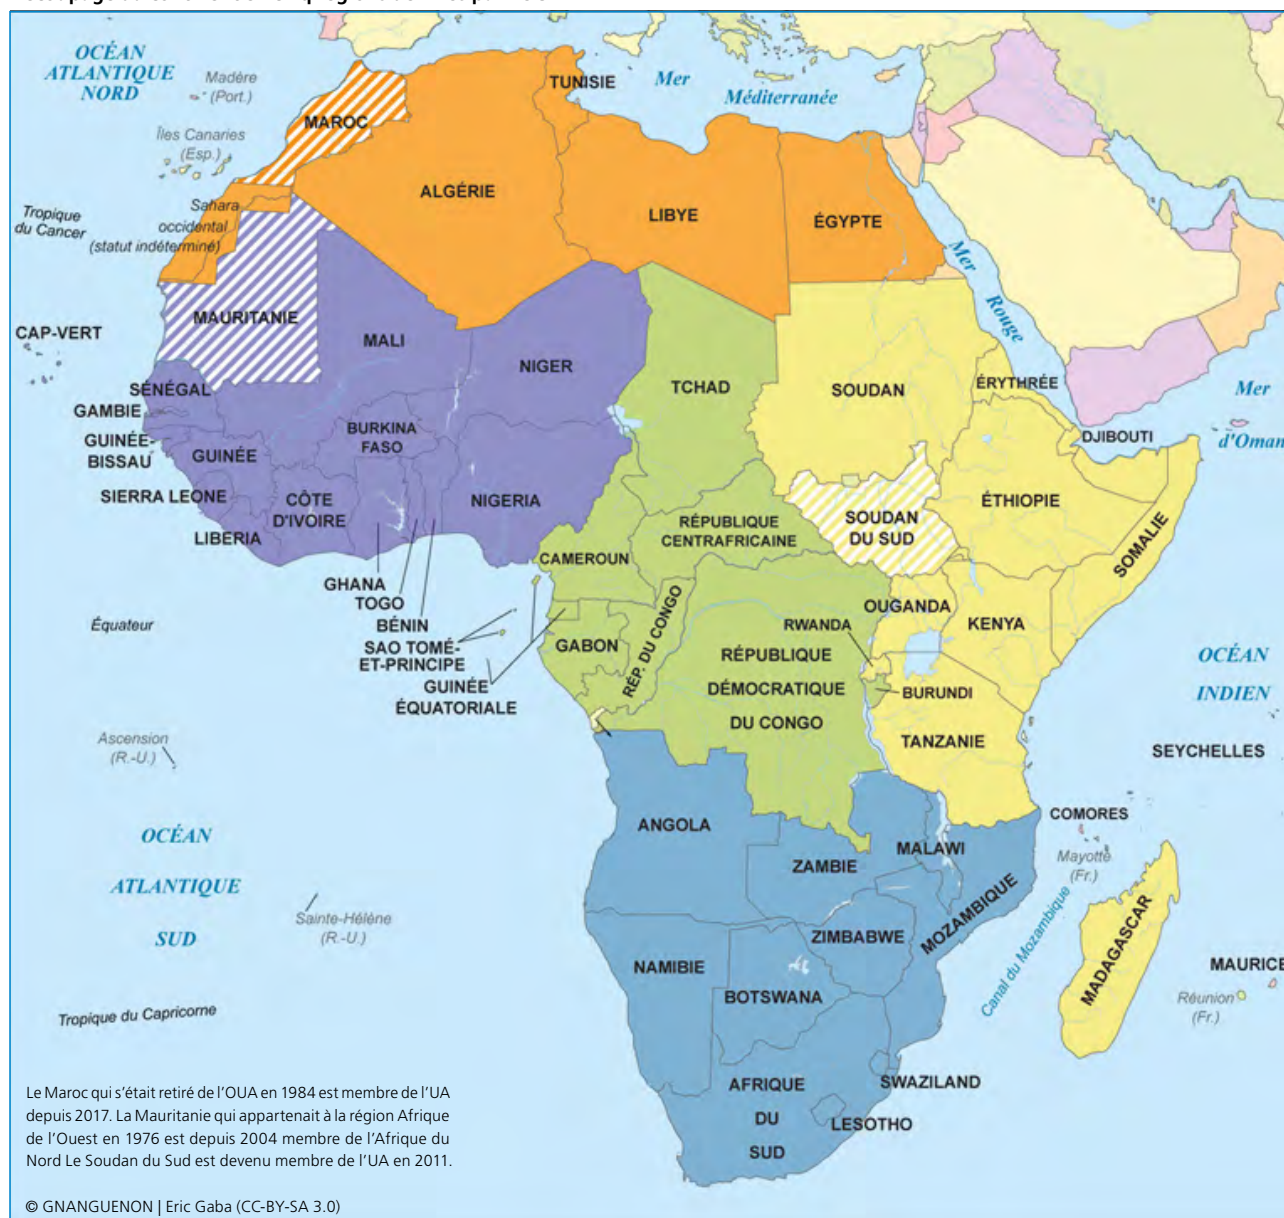 OCÉAN
ATLANTIQUE
NORD
Madère
(Port.)
Îles Canaries
(Esp.)
TUNISIE
Mer
Méditerranée
MAROC
ALGÉRIE
LIBYE
ÉGYPTE
Tropique
du Cancer
Sahara
occidental
(statut indéterminé)
Mer
Rouge
MAURITANIE
CAP-VERT
MALI
NIGER
TCHAD
SOUDAN
ÉRYTHRÉE
Mer
d'Oman
SÉNÉGAL
GAMBIE
GUINÉE-
BISSAU
GUINÉE
BURKINA
FASO
DJIBOUTI
SIERRA LEONE
CÔTE
D'IVOIRE
NIGERIA
LIBERIA
RÉPUBLIQUE
CENTRAFRICAINE
SOUDAN
DU SUD
ÉTHIOPIE
SOMALIE
CAMEROUN
GHANA
TOGO
BÉNIN
SAO TOMÉ-
ET-PRINCIPE
GUINÉE
ÉQUATORIALE
Équateur
GABON
RÉP. DU CONGO
RÉPUBLIQUE
DÉMOCRATIQUE
DU CONGO
OUGANDA
RWANDA
KENYA
BURUNDI
TANZANIE
OCÉAN
INDIEN
SEYCHELLES
Ascension
(R.-U.)
OCÉAN
ATLANTIQUE
SUD
Sainte-Hélène
(R.-U.)
ANGOLA
ZAMBIE
MALAWI
MOZAMBIQUE
COMORES
Mayotte
(Fr.)
Canal du Mozambique
MADAGASCAR
NAMIBIE
ZIMBABWE
BOTSWANA
MAURICE
Réunion
(Fr.)
Tropique du Capricorne
AFRIQUE
DU
SUD
SWAZILAND
LESOTHO
Le Maroc qui s'était retiré de l'OUA en 1984 est membre de l'UA
depuis 2017. La Mauritanie qui appartenait à la région Afrique
de l'Ouest en 1976 est depuis 2004 membre de l'Afrique du
Nord Le Soudan du Sud est devenu membre de l'UA en 2011.
© GNANGUENON | Eric Gaba (CC-BY-SA 3.0)